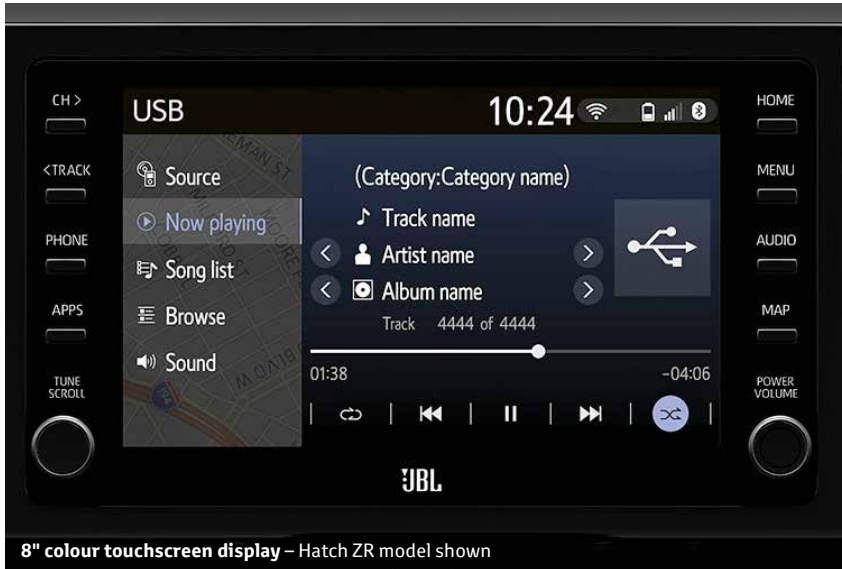 CH >
<TRACK
PHONE
APPS
TUNE
SCROLL
USB
10:24
Source
Now playing
Song list
Browse
Sound
(Category:Category name)
Track name
Artist name
Album name
Track 4444 of 4444
01:38
-04:06
HOME
MENU
AUDIO
MAP
POWER
VOLUME
JBL
8" colour touchscreen display – Hatch ZR model shown